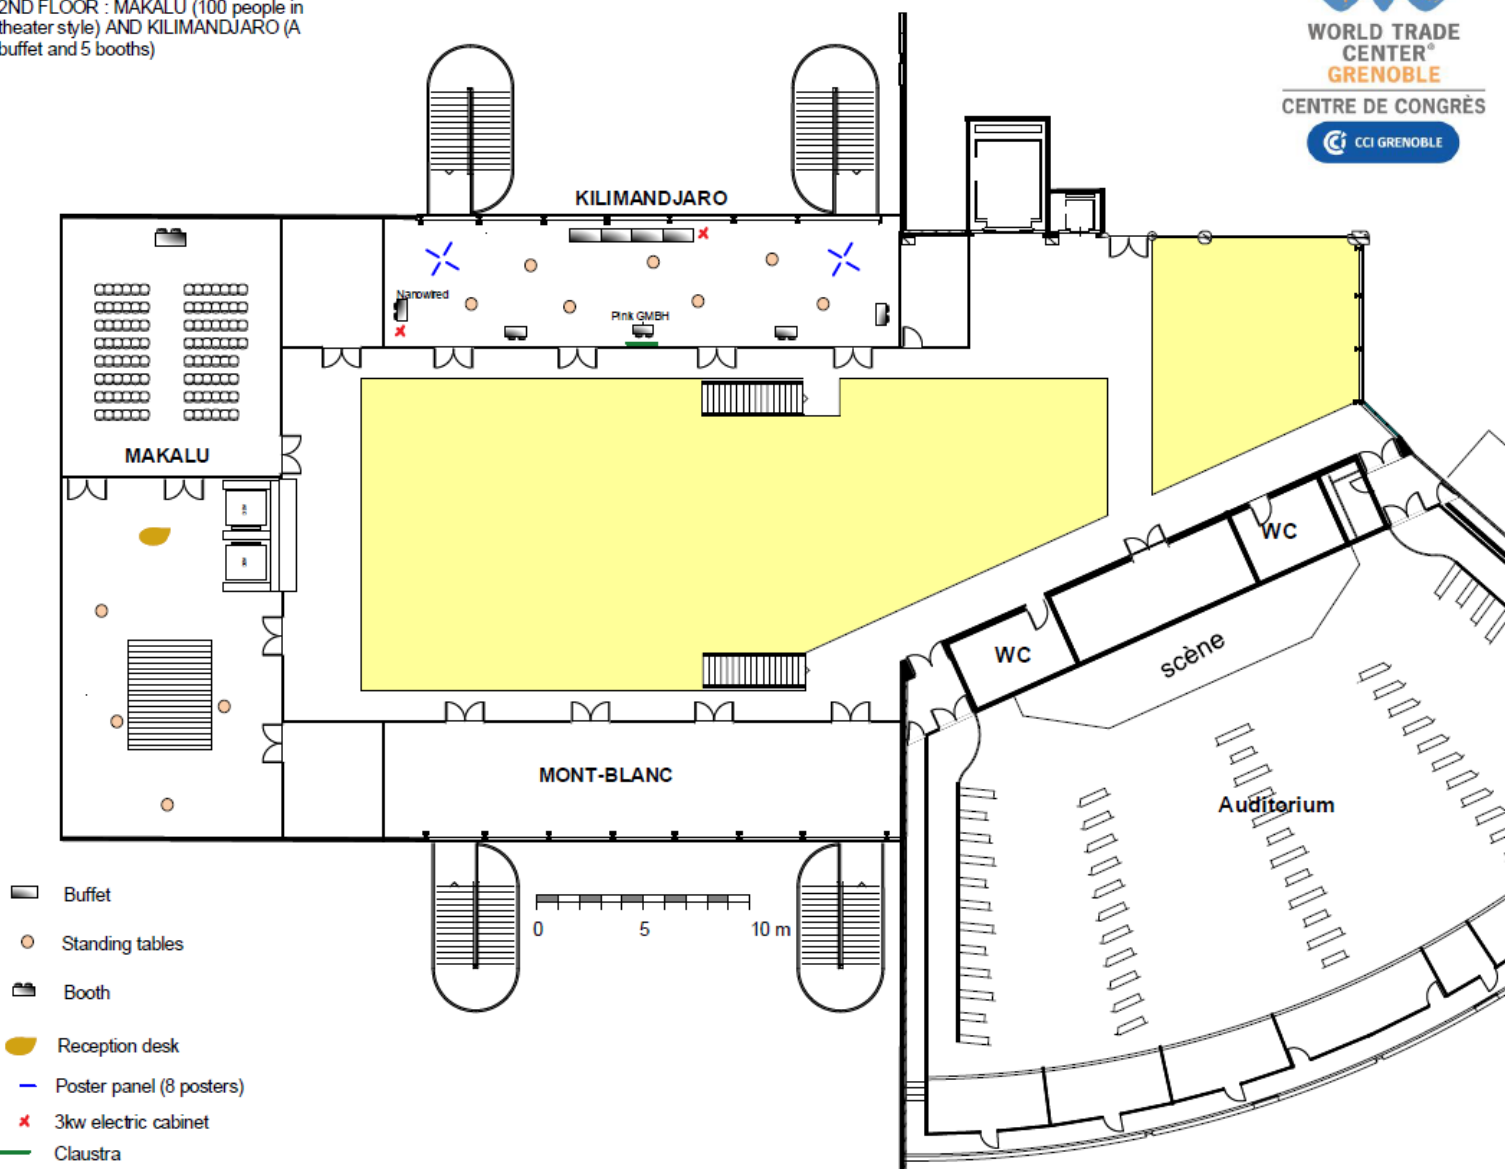 2ND FLOOR : MAKALU (100 people in
theater style) AND KILIMANDJARO (A
buffet and 5 booths)
WORLD TRADE
CENTER®
GRENOBLE
CENTRE DE CONGRÈS
CCI GRENOBLE
KILIMANDJARO
Nanowired
Pink GMBH
MAKALU
WC
WC
scène
MONT-BLANC
Auditorium
0 5 10 m
Buffet
Standing tables
Booth
Reception desk
Poster panel (8 posters)
3kw electric cabinet
Claustra